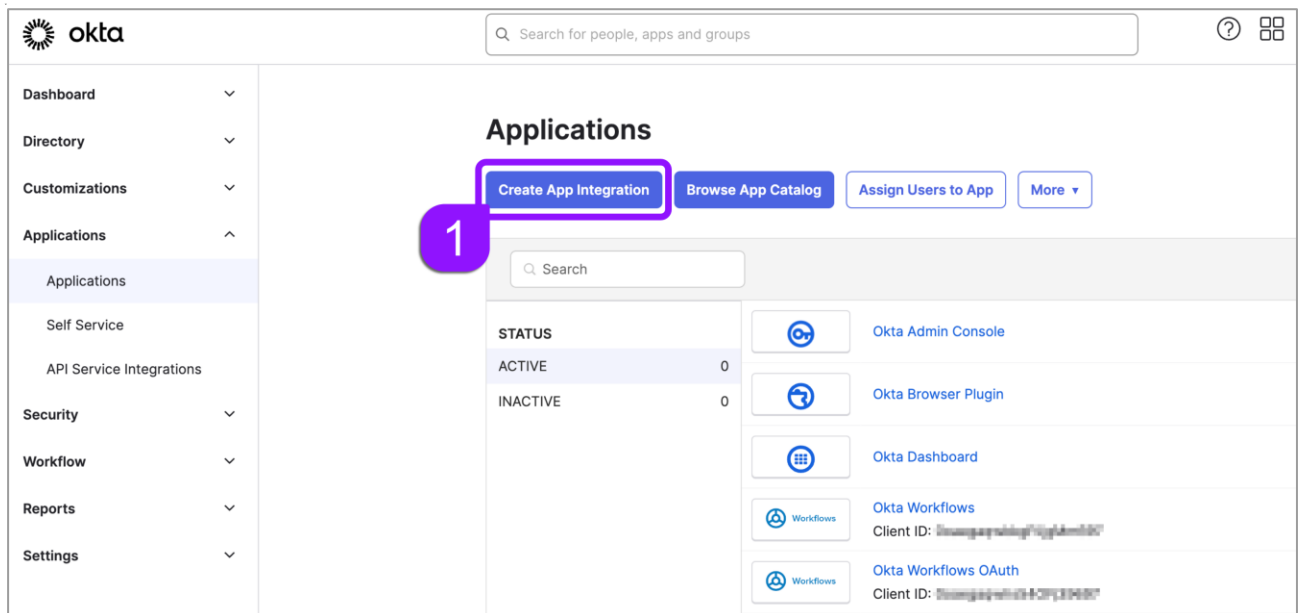 okta
Search for people, apps and groups
Dashboard
Directory
Customizations
Applications
Applications
Self Service
API Service Integrations
Security
Workflow
Reports
Settings
Applications
Create App Integration Browse App Catalog Assign Users to App More
1
Search
STATUS
ACTIVE 0
INACTIVE 0
Okta Admin Console
Okta Browser Plugin
Okta Dashboard
Workflows
Okta Workflows
Client ID:
Workflows
Okta Workflows OAuth
Client ID: